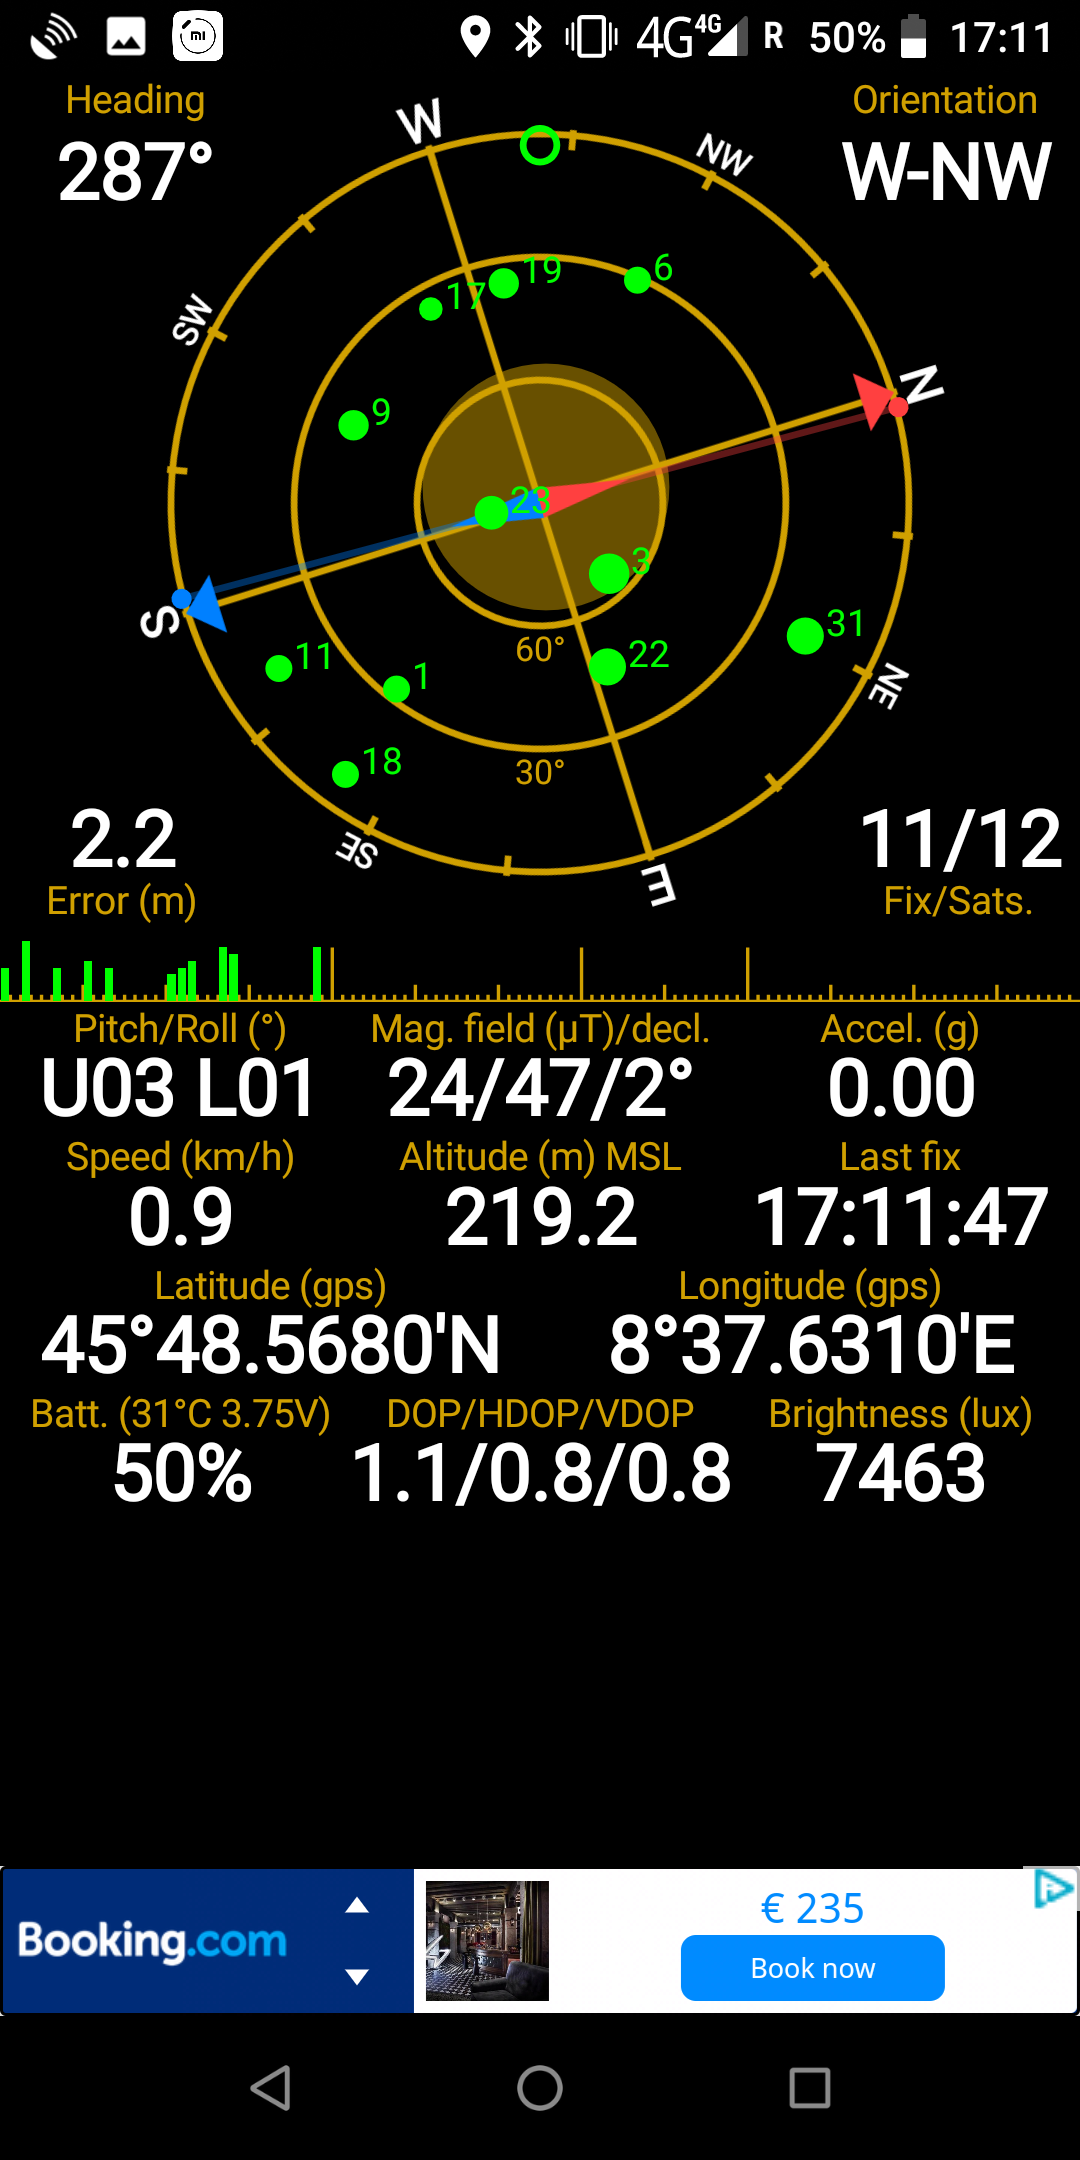 4G 4G R 50% 17:11
Heading
Orientation
287°
W-NW
W
NW
N
NE
E
SE
S
SW
19
6
17
9
23
3
31
22
11
1
18
60°
30°
2.2
11/12
Error (m)
Fix/Sats.
Pitch/Roll (°) Mag. field (µT)/decl. Accel. (g)
U03 L01 24/47/2° 0.00
Speed (km/h) Altitude (m) MSL Last fix
0.9 219.2 17:11:47
Latitude (gps) Longitude (gps)
45°48.5680'N 8°37.6310'E
Batt. (31°C 3.75V) DOP/HDOP/VDOP Brightness (lux)
50% 1.1/0.8/0.8 7463
Booking.com
€ 235
Book now